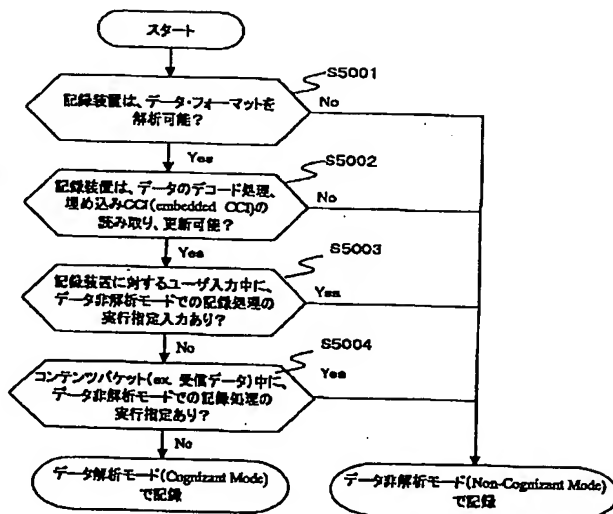 スタート
S5001
記録装置は、データ・フォーマットを
解析可能?
No
Yes
S5002
記録装置は、データのデコード処理、
埋め込みCCI(embedded CCI)の
読み取り、更新可能?
No
Yes
S5003
記録装置に対するユーザ入力中に、
データ非解析モードでの記録処理の
実行指定入力あり?
Yes
No
S5004
コンテンツパケット(ex. 受信データ)中に、
データ非解析モードでの記録処理の
実行指定あり?
Yes
No
データ解析モード(Cognizant Mode)
で記録
データ非解析モード(Non-Cognizant Mode)
で記録